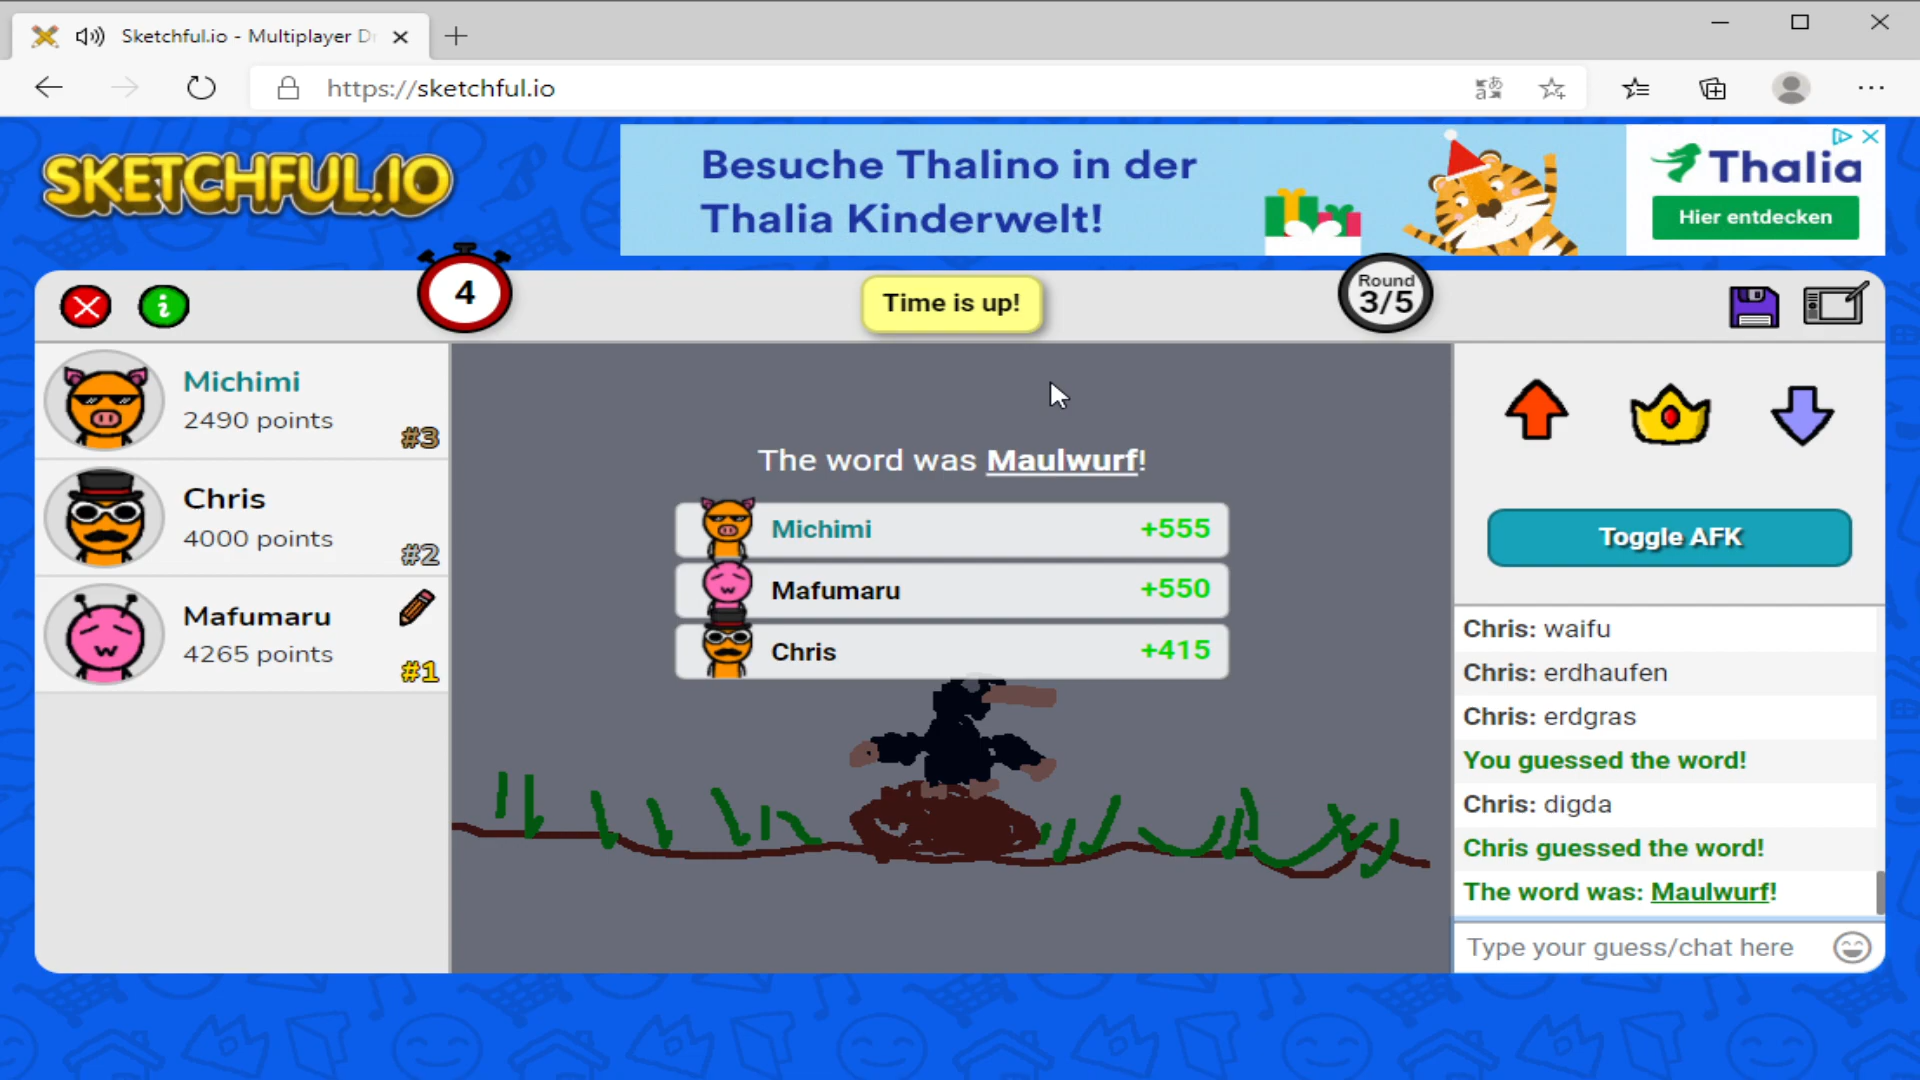 Sketchful.io - Multiplayer D
https://sketchful.io
SKETCHFUL.IO
Besuche Thalino in der
Thalia Kinderwelt!
Thalia
Hier entdecken
4
Time is up!
Round
3/5
Michimi
2490 points
#3
Chris
4000 points
#2
Mafumaru
4265 points
#1
The word was Maulwurf!
Michimi +555
Mafumaru +550
Chris +415
Toggle AFK
Chris: waifu
Chris: erdhaufen
Chris: erdgras
You guessed the word!
Chris: digda
Chris guessed the word!
The word was: Maulwurf!
Type your guess/chat here